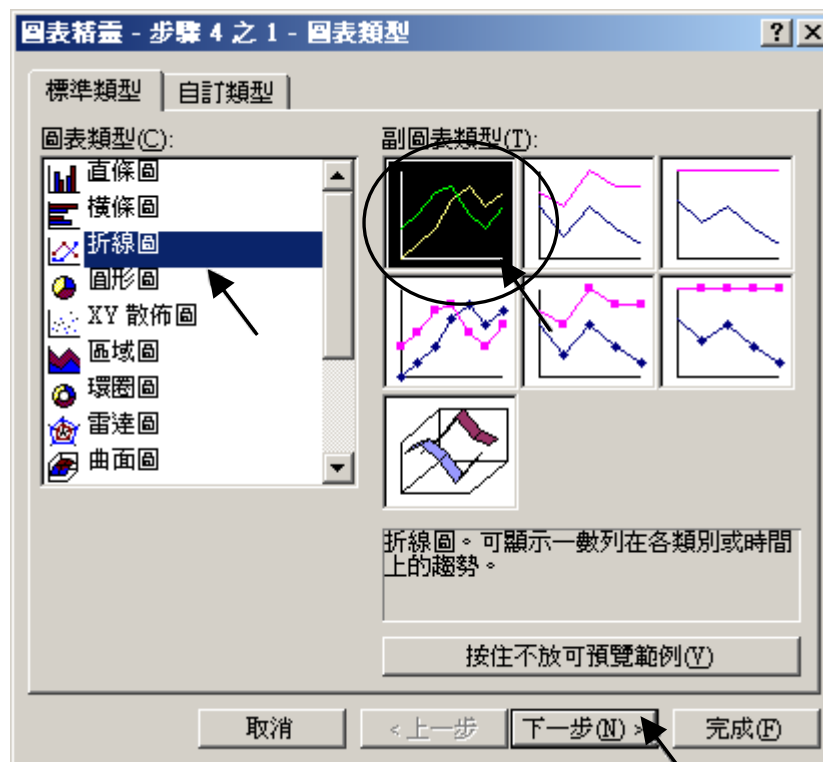 圖表精靈 - 步驟 4 之 1 - 圖表類型
標準類型
自訂類型
圖表類型(C):
直條圖
橫條圖
折線圖
圓形圖
XY 散佈圖
區域圖
環圈圖
雷達圖
曲面圖
副圖表類型(T):
折線圖。可顯示一數列在各類別或時間
上的趨勢。
按住不放可預覽範例(V)
取消
<上一步
下一步(N) >
完成(F)